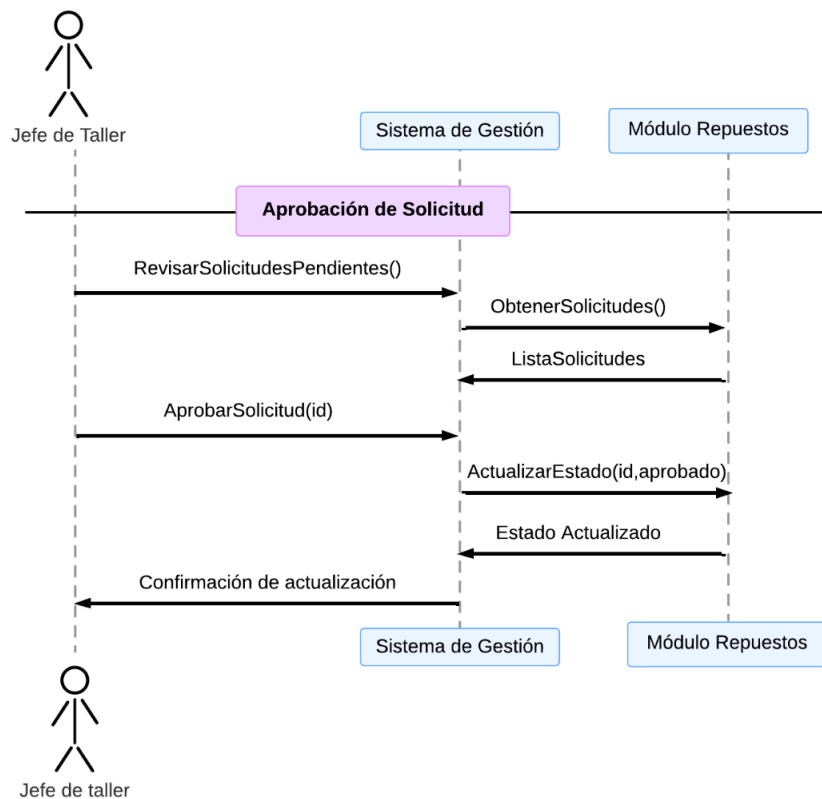 Jefe de Taller
Sistema de Gestión
Módulo Repuestos
Aprobación de Solicitud
RevisarSolicitudesPendientes()
ObtenerSolicitudes()
ListaSolicitudes
AprobarSolicitud(id)
ActualizarEstado(id,aprobado)
Estado Actualizado
Confirmación de actualización
Sistema de Gestión
Módulo Repuestos
Jefe de taller